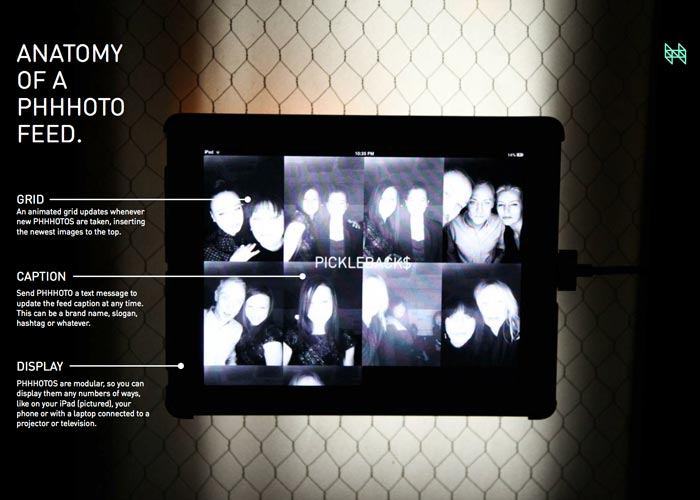 ANATOMY
OF A
PHHHOTO
FEED.
GRID
An animated grid updates whenever
new PHHHOTOS are taken, inserting
the newest images to the top.
CAPTION
Send PHHHOTO a text message to
update the feed caption at any time.
This can be a brand name, slogan,
hashtag or whatever.
DISPLAY
PHHHOTOS are modular, so you can
display them any numbers of ways,
like on your iPad (pictured), your
phone or with a laptop connected to a
projector or television.
iPad
10:35 PM
14%
PICKLEBACK$